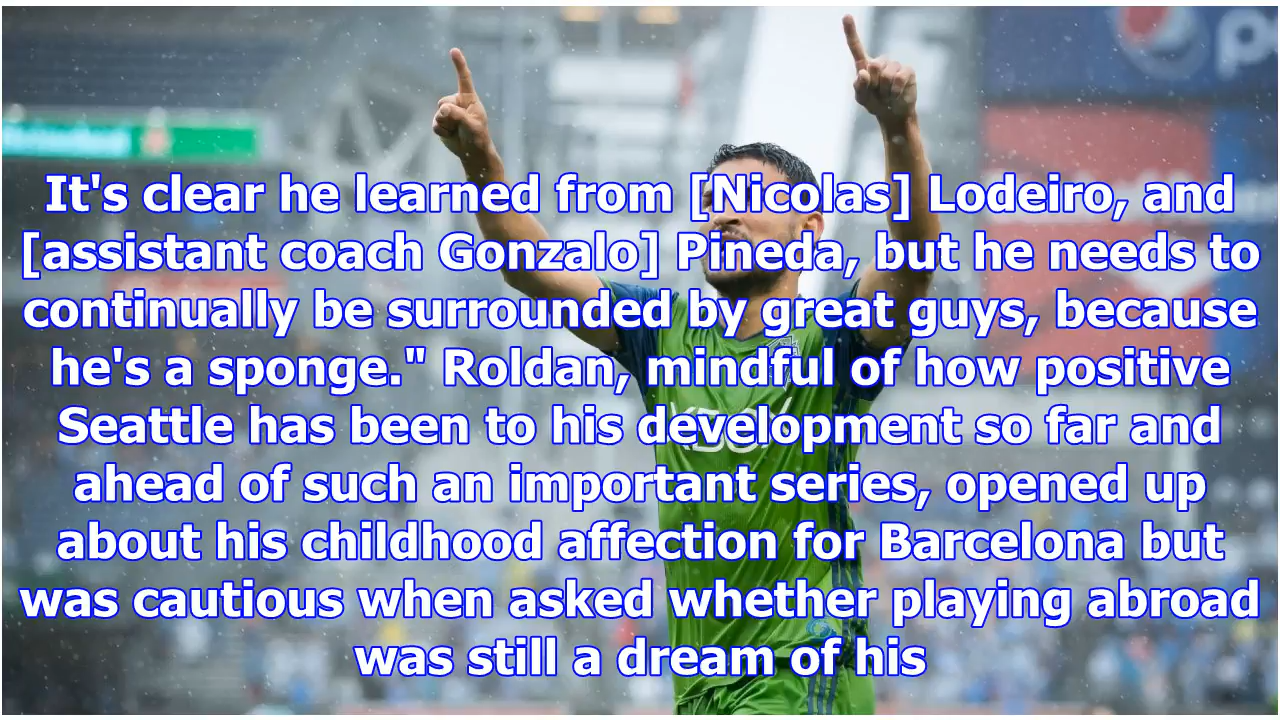 It's clear he learned from [Nicolas] Lodeiro, and
[assistant coach Gonzalo] Pineda, but he needs to
continually be surrounded by great guys, because
he's a sponge." Roldan, mindful of how positive
Seattle has been to his development so far and
ahead of such an important series, opened up
about his childhood affection for Barcelona but
was cautious when asked whether playing abroad
was still a dream of his
XBOX